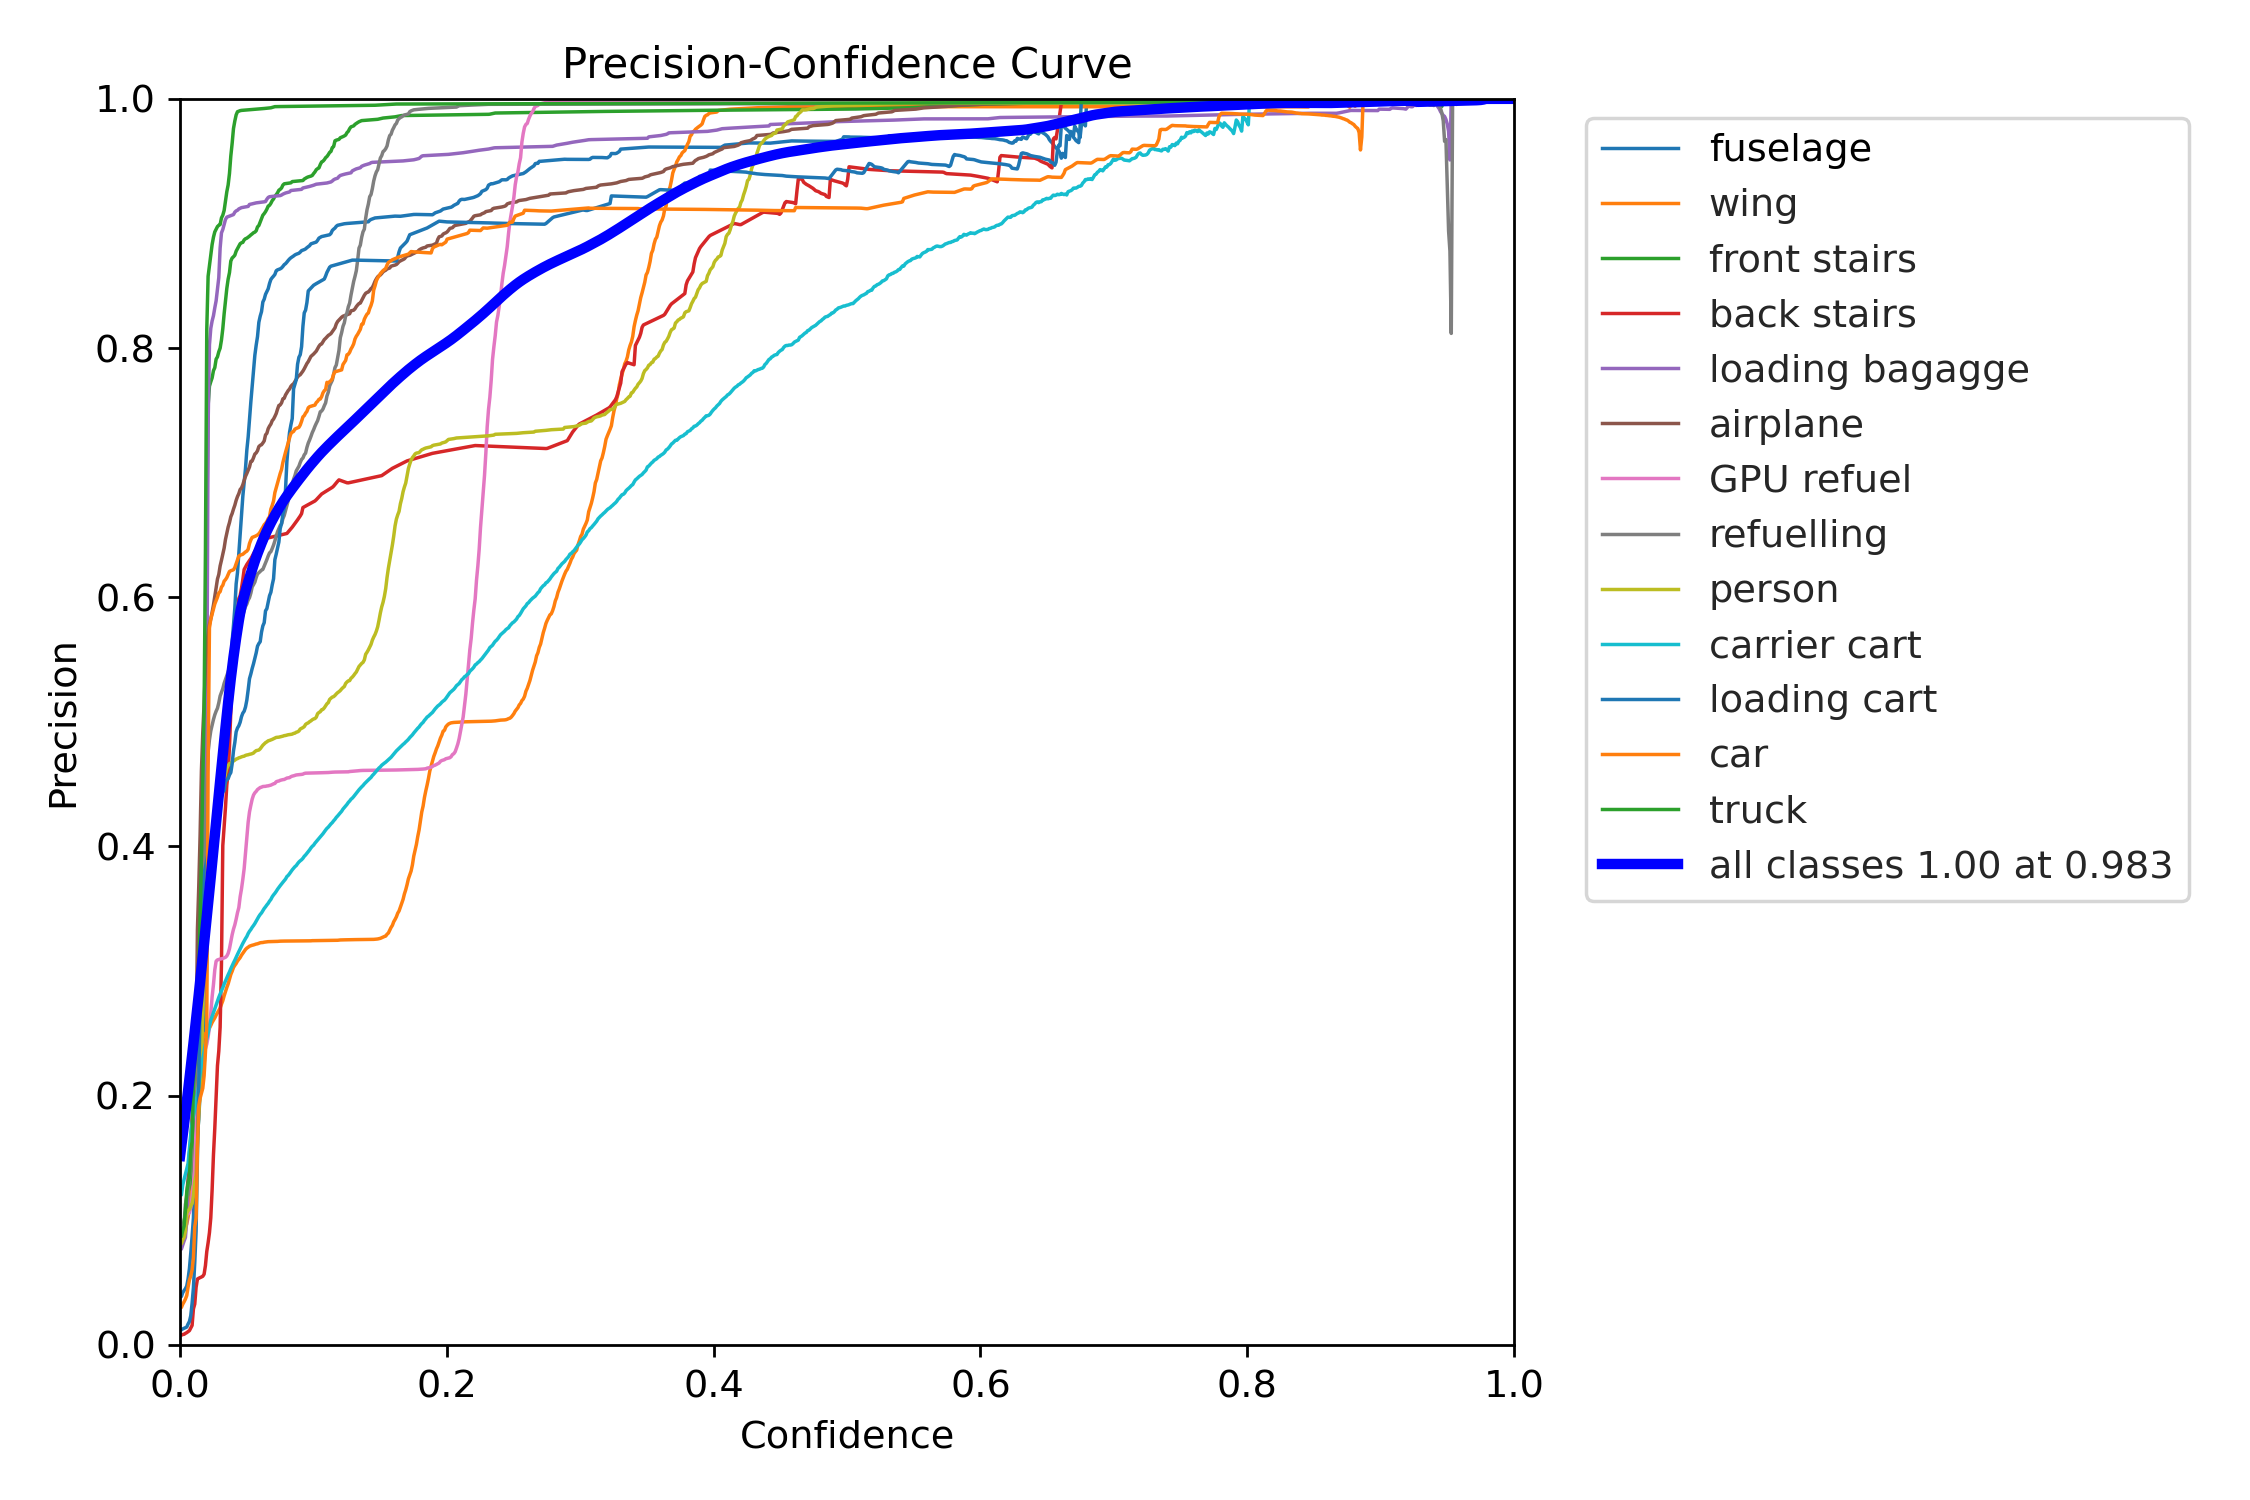 Precision-Confidence Curve
1.0
0.8
0.6
0.4
0.2
0.0
Precision
0.0 0.2 0.4 0.6 0.8 1.0
Confidence
fuselage
wing
front stairs
back stairs
loading bagagge
airplane
GPU refuel
refuelling
person
carrier cart
loading cart
car
truck
all classes 1.00 at 0.983